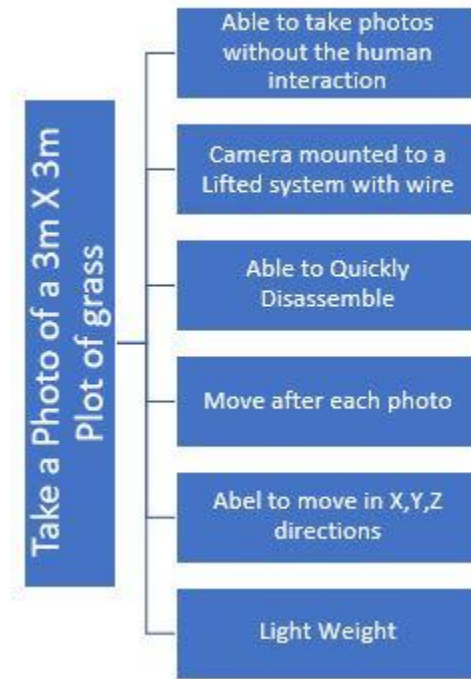 Take a Photo of a 3m X 3m
Plot of grass
Able to take photos
without the human
interaction
Camera mounted to a
Lifted system with wire
Able to Quickly
Disassemble
Move after each photo
Abel to move in X,Y,Z
directions
Light Weight